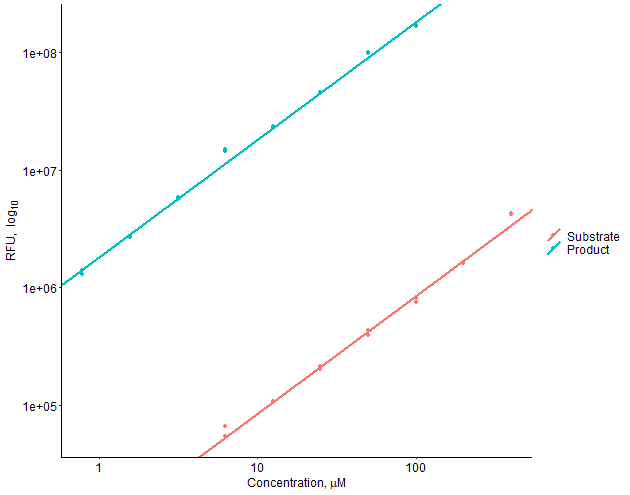 1e+08
1e+07
1e+06
1e+05
RFU, log10
1
10
100
Concentration, μM
Substrate
Product